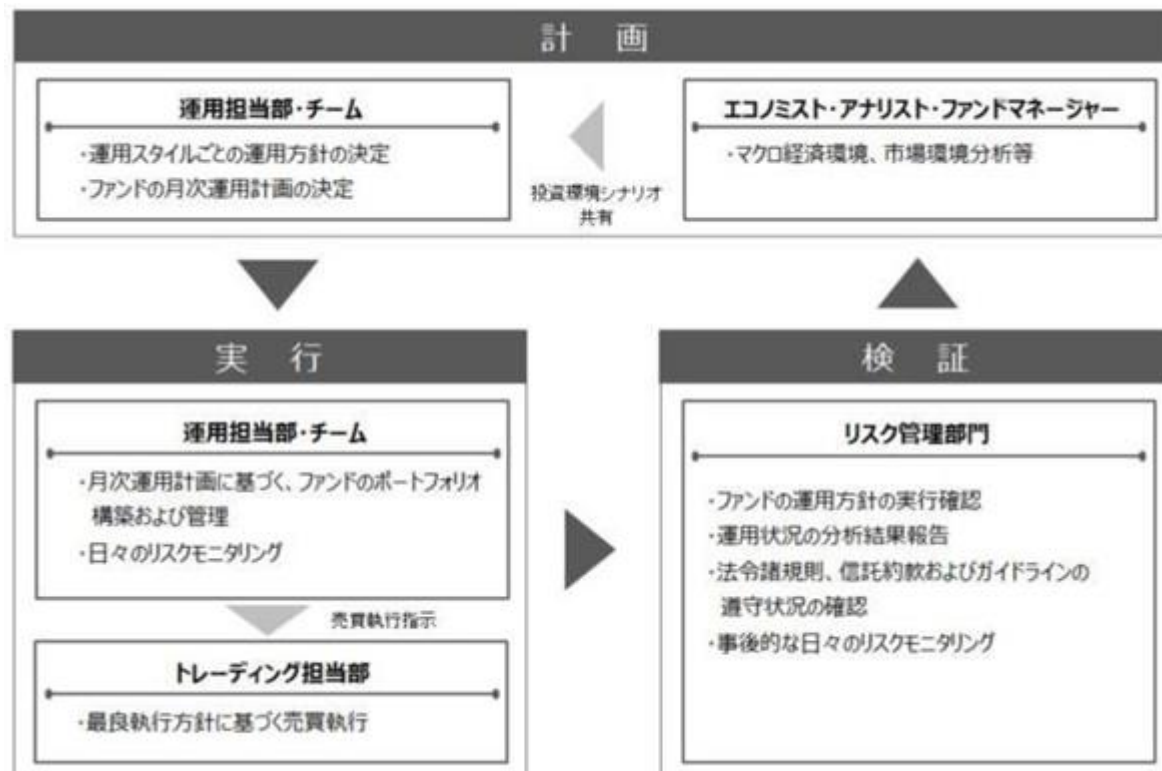 計 画
運用担当部・チーム
・運用スタイルごとの運用方針の決定
・ファンドの月次運用計画の決定
投資環境シナリオ
共有
エコノミスト・アナリスト・ファンドマネージャー
・マクロ経済環境、市場環境分析等
実 行
運用担当部・チーム
・月次運用計画に基づく、ファンドのポートフォリオ
構築および管理
・日々のリスクモニタリング
売買執行指示
トレーディング担当部
・最良執行方針に基づく売買執行
検 証
リスク管理部門
・ファンドの運用方針の実行確認
・運用状況の分析結果報告
・法令諸規則、信託約款およびガイドラインの
遵守状況の確認
・事後的な日々のリスクモニタリング